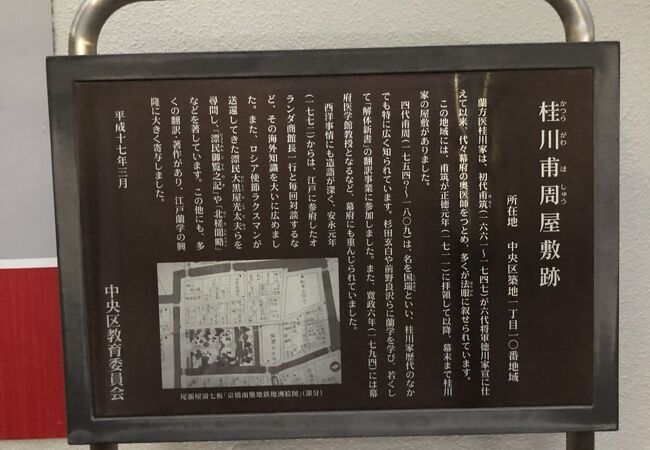 桂川甫周屋敷跡
かつら がわ ほ しゅう
所在地 中央区築地一丁目一〇番地域
蘭方医桂川家は、初代甫筑(一六六一~一七四七)が六代将軍徳川家宣に仕
えて以来、代々幕府の奥医師をつとめ、多くが法眼に叙せられています。
この地域には、甫筑が正徳元年(一七一一)に拝領して以降、幕末まで桂川
家の屋敷がありました。
四代甫周(一七五四?~一八〇九)は、名を国瑞といい、桂川家歴代のなか
でも特に広く知られています。杉田玄白や前野良沢らに蘭学を学び、若くし
て『解体新書』の翻訳事業に参加しました。また、寛政六年(一七九四)には幕
府医学館教授となるなど、幕府にも重んじられていました。
西洋事情にも造詣が深く、安永元年
(一七七二)からは、江戸に参府したオ
ランダ商館長一行と毎回対談するな
ど、その海外知識を大いに広めまし
た。また、ロシア使節ラクスマンが
送還してきた漂民大黒屋光太夫らを
尋問し、『漂民御覧之記』や『北槎聞略』
などを著しています。この他にも、多
くの翻訳・著作があり、江戸蘭学の興
隆に大きく寄与しました。
平成十七年三月
中央区教育委員会
尾張屋清七板「京橋南築地鉄炮洲絵図」(部分)